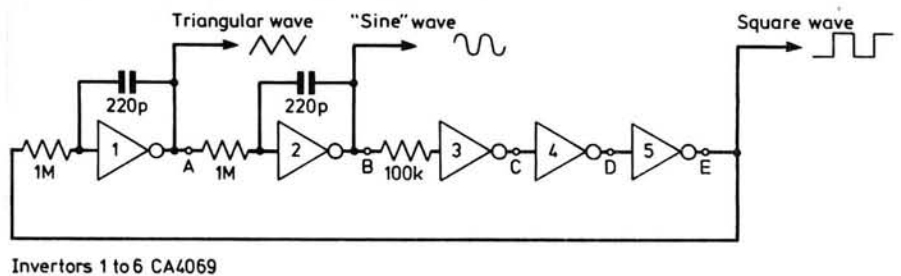 Triangular wave
"Sine" wave
Square wave
220p
220p
1
2
3
4
5
1M
A
1M
B
100k
C
D
E
Invertors 1 to 6 CA4069